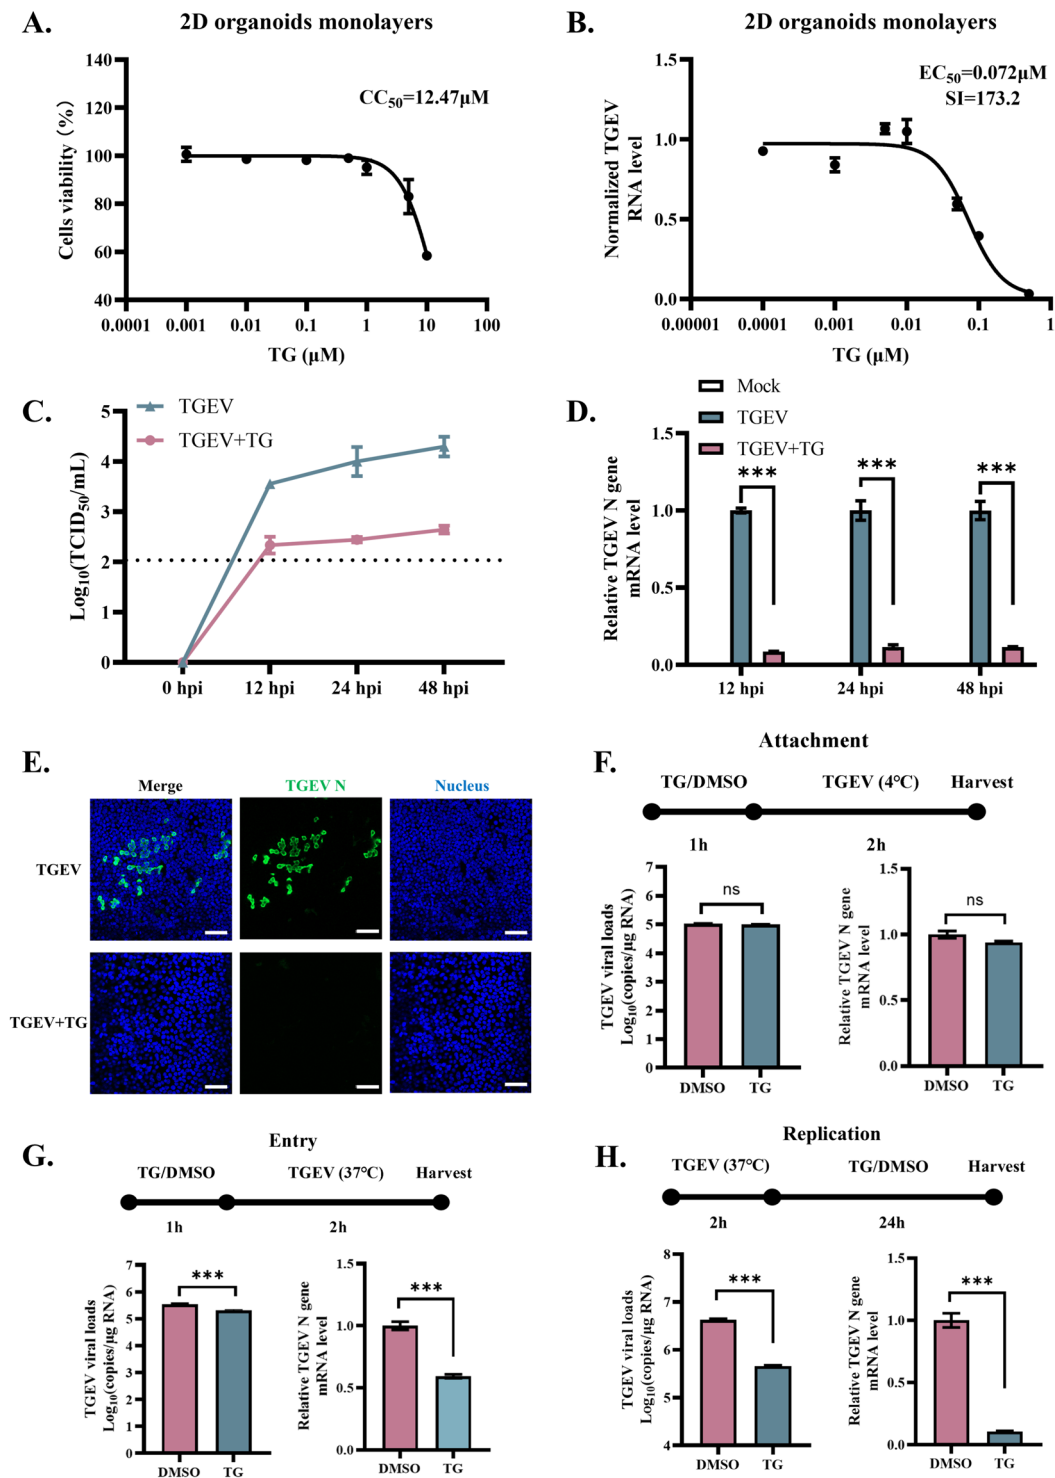 A.
2D organoids monolayers
140
120
100
80
60
40
Cells viability (%)
CC50=12.47μM
0.0001 0.001 0.01 0.1 1 10 100
TG (μM)
B.
2D organoids monolayers
1.5
1.0
0.5
0.0
Normalized TGEV
RNA level
EC50=0.072μM
SI=173.2
0.00001 0.0001 0.001 0.01 0.1 1
TG (μM)
C.
TGEV
TGEV+TG
5
4
3
2
1
0
Log10(TCID50/mL)
0 hpi 12 hpi 24 hpi 48 hpi
D.
Mock
TGEV
TGEV+TG
1.5
1.0
0.5
0.0
Relative TGEV N gene
mRNA level
*** *** ***
12 hpi 24 hpi 48 hpi
E.
Merge TGEV N Nucleus
TGEV
TGEV+TG
F.
Attachment
TG/DMSO TGEV (4℃) Harvest
1h 2h
7
6
5
4
3
2
1
0
TGEV viral loads
Log10(copies/μg RNA)
ns
DMSO TG
1.5
1.0
0.5
0.0
Relative TGEV N gene
mRNA level
ns
DMSO TG
G.
Entry
TG/DMSO TGEV (37℃) Harvest
1h 2h
7
6
5
4
3
2
1
0
TGEV viral loads
Log10(copies/μg RNA)
***
DMSO TG
1.5
1.0
0.5
0.0
Relative TGEV N gene
mRNA level
***
DMSO TG
H.
Replication
TGEV (37℃) TG/DMSO Harvest
2h 24h
8
7
6
5
4
TGEV viral loads
Log10(copies/μg RNA)
***
DMSO TG
1.5
1.0
0.5
0.0
Relative TGEV N gene
mRNA level
***
DMSO TG